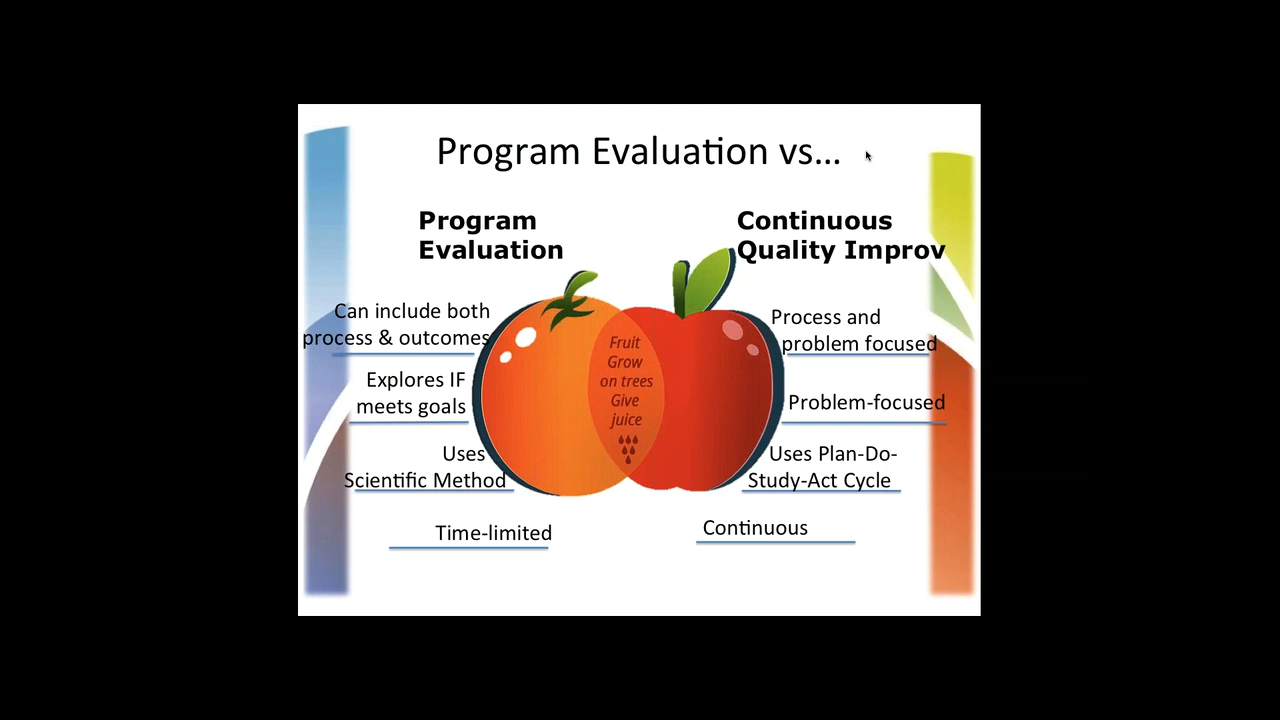 Program Evaluation vs...
Program
Evaluation
Can include both
process & outcomes
Explores IF
meets goals
Uses
Scientific Method
Time-limited
Fruit
Grow
on trees
Give
juice
Continuous
Quality Improv
Process and
problem focused
Problem-focused
Uses Plan-Do-
Study-Act Cycle
Continuous